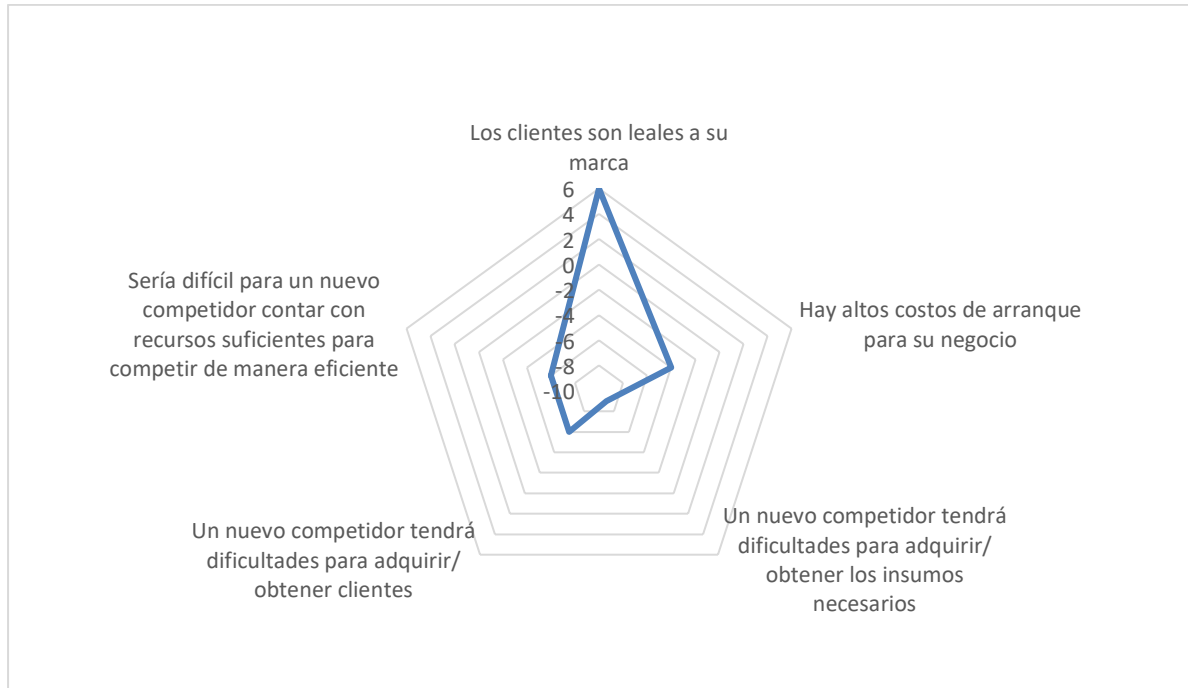 Los clientes son leales a su
marca
6
4
2
0
-2
-4
-6
-8
-10
Hay altos costos de arranque
para su negocio
Un nuevo competidor tendrá
dificultades para adquirir/
obtener los insumos
necesarios
Un nuevo competidor tendrá
dificultades para adquirir/
obtener clientes
Sería difícil para un nuevo
competidor contar con
recursos suficientes para
competir de manera eficiente